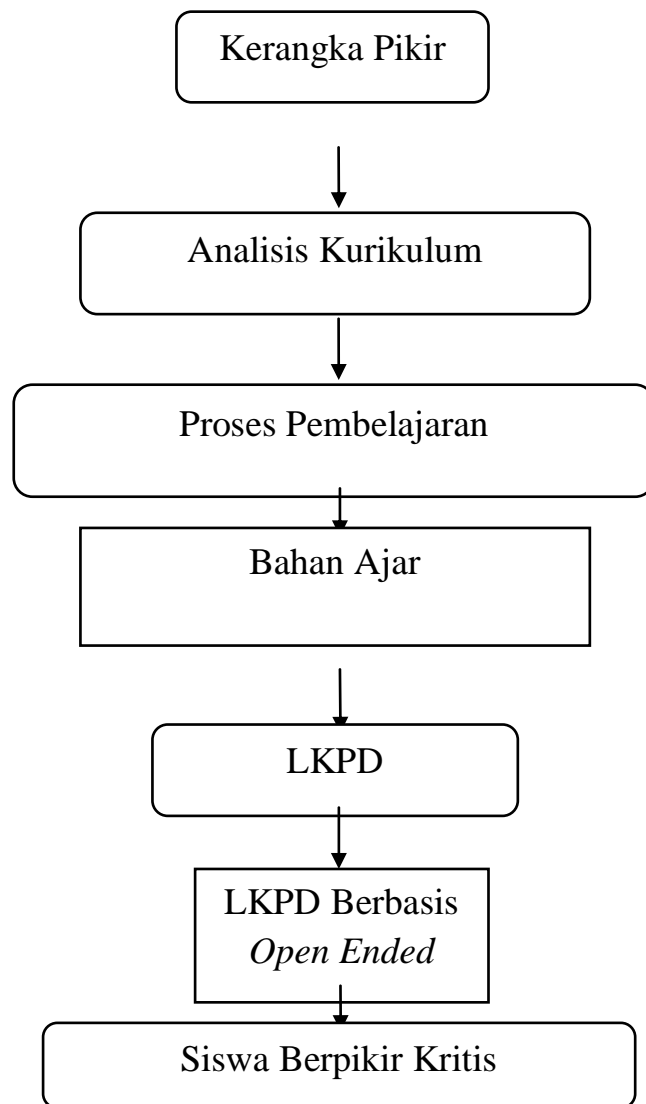 Kerangka Pikir
Analisis Kurikulum
Proses Pembelajaran
Bahan Ajar
LKPD
LKPD Berbasis
Open Ended
Siswa Berpikir Kritis